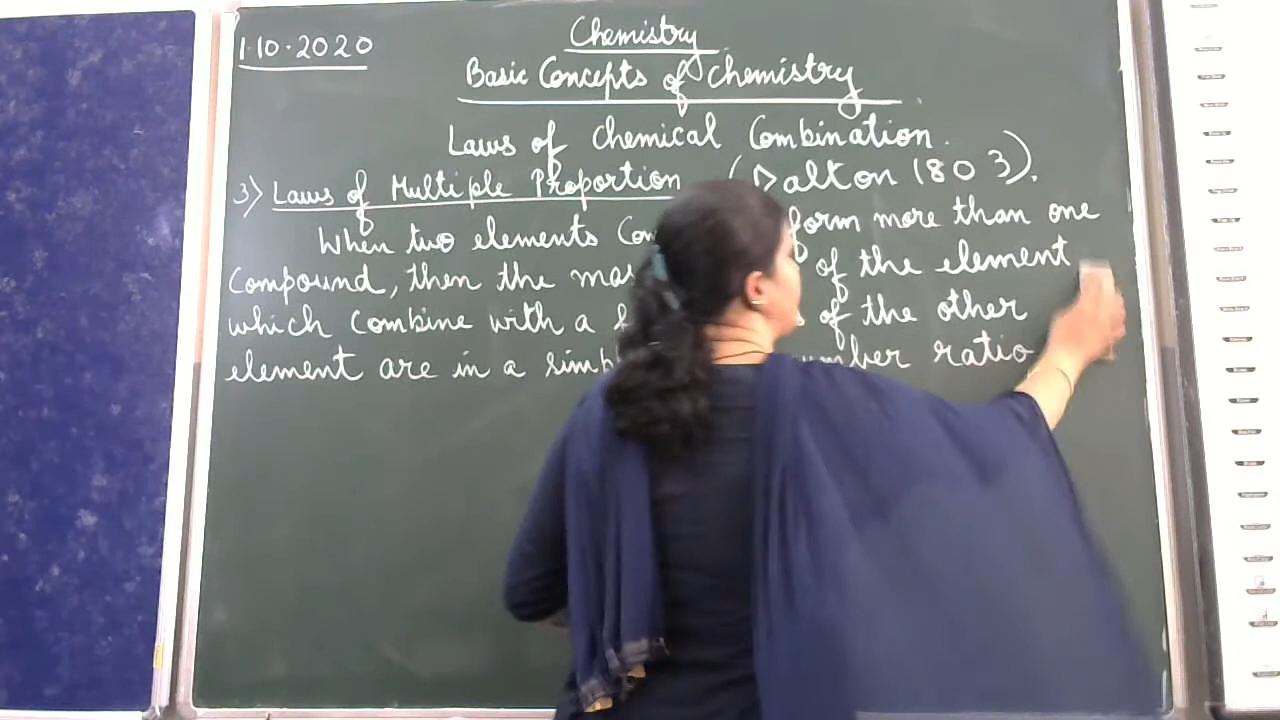 1.10.2020
Chemistry
Basic Concepts of Chemistry
Laws of Chemical Combination.
3) Laws of Multiple Proportion (Dalton 1803).
When two elements form more than one
Compound, then the of the element
which combine with a of the other
element are in a ratio